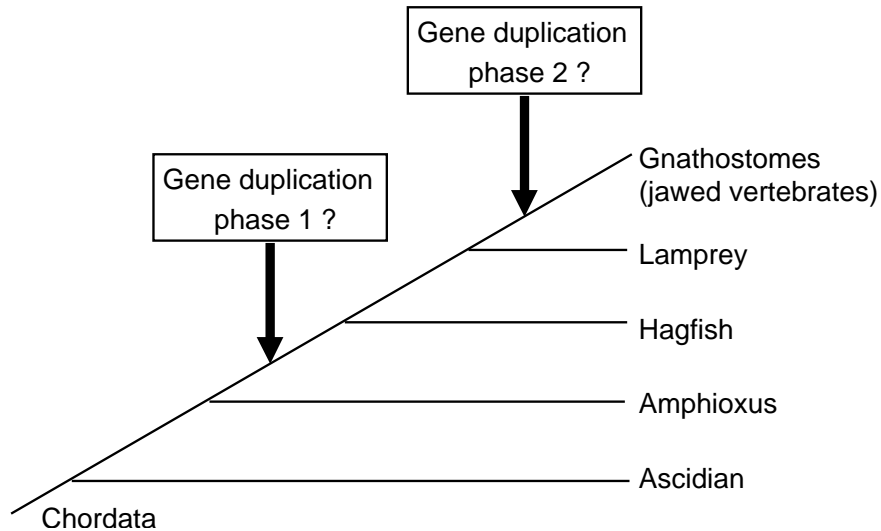 Gene duplication
phase 2 ?
Gene duplication
phase 1 ?
Gnathostomes
(jawed vertebrates)
Lamprey
Hagfish
Amphioxus
Ascidian
Chordata